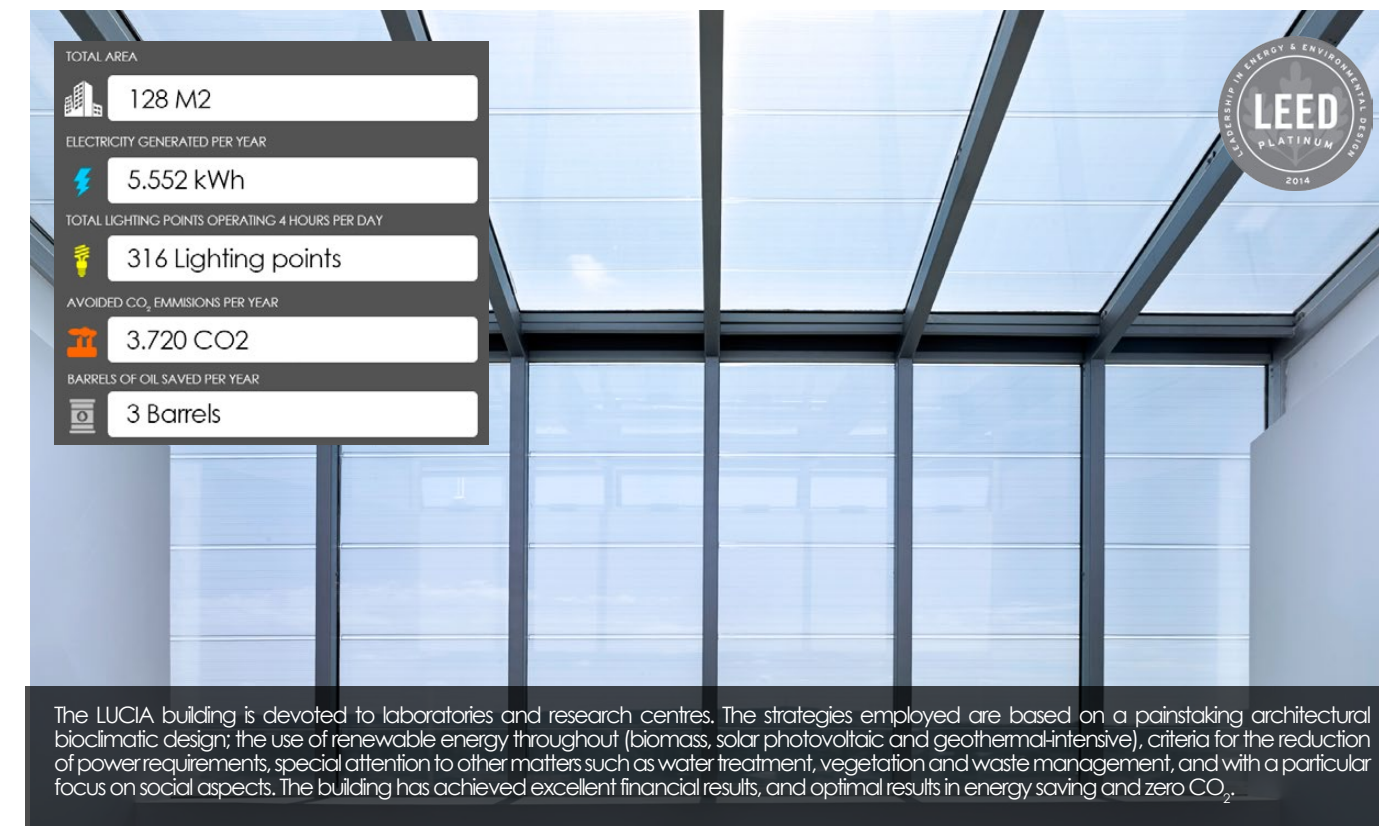 TOTAL AREA
128 M2
ELECTRICITY GENERATED PER YEAR
5.552 kWh
TOTAL LIGHTING POINTS OPERATING 4 HOURS PER DAY
316 Lighting points
AVOIDED CO₂ EMMISIONS PER YEAR
3.720 CO2
BARRELS OF OIL SAVED PER YEAR
3 Barrels
LEADERSHIP IN ENERGY & ENVIRONMENTAL DESIGN
LEED
PLATINUM
2014
The LUCIA building is devoted to laboratories and research centres. The strategies employed are based on a painstaking architectural
bioclimatic design; the use of renewable energy throughout (biomass, solar photovoltaic and geothermal-intensive), criteria for the reduction
of power requirements, special attention to other matters such as water treatment, vegetation and waste management, and with a particular
focus on social aspects. The building has achieved excellent financial results, and optimal results in energy saving and zero CO₂.